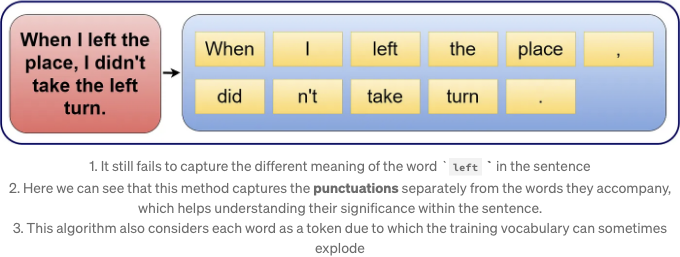 When I left the
place, I didn't
take the left
turn.
When I left the place ,
did n't take turn .
1. It still fails to capture the different meaning of the word `left ` in the sentence
2. Here we can see that this method captures the punctuations separately from the words they accompany,
which helps understanding their significance within the sentence.
3. This algorithm also considers each word as a token due to which the training vocabulary can sometimes
explode